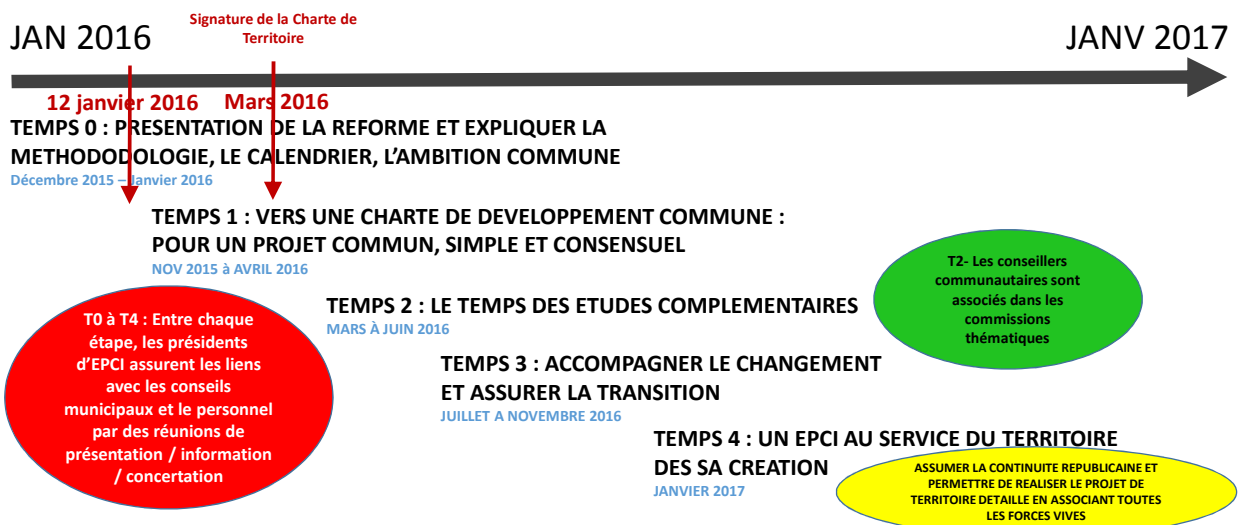 Signature de la Charte de
Territoire
JAN 2016
JANV 2017
12 janvier 2016
Mars 2016
TEMPS 0 : PRESENTATION DE LA REFORME ET EXPLIQUER LA
METHODODOLOGIE, LE CALENDRIER, L’AMBITION COMMUNE
Décembre 2015 – Janvier 2016
TEMPS 1 : VERS UNE CHARTE DE DEVELOPPEMENT COMMUNE :
POUR UN PROJET COMMUN, SIMPLE ET CONSENSUEL
NOV 2015 à AVRIL 2016
T2- Les conseillers
communautaires sont
associés dans les
commissions
thématiques
TEMPS 2 : LE TEMPS DES ETUDES COMPLEMENTAIRES
MARS À JUIN 2016
T0 à T4 : Entre chaque
étape, les présidents
d’EPCI assurent les liens
avec les conseils
municipaux et le personnel
par des réunions de
présentation / information
/ concertation
TEMPS 3 : ACCOMPAGNER LE CHANGEMENT
ET ASSURER LA TRANSITION
JUILLET A NOVEMBRE 2016
TEMPS 4 : UN EPCI AU SERVICE DU TERRITOIRE
DES SA CREATION
JANVIER 2017
ASSUMER LA CONTINUITE REPUBLICAINE ET
PERMETTRE DE REALISER LE PROJET DE
TERRITOIRE DETAILLE EN ASSOCIANT TOUTES
LES FORCES VIVES